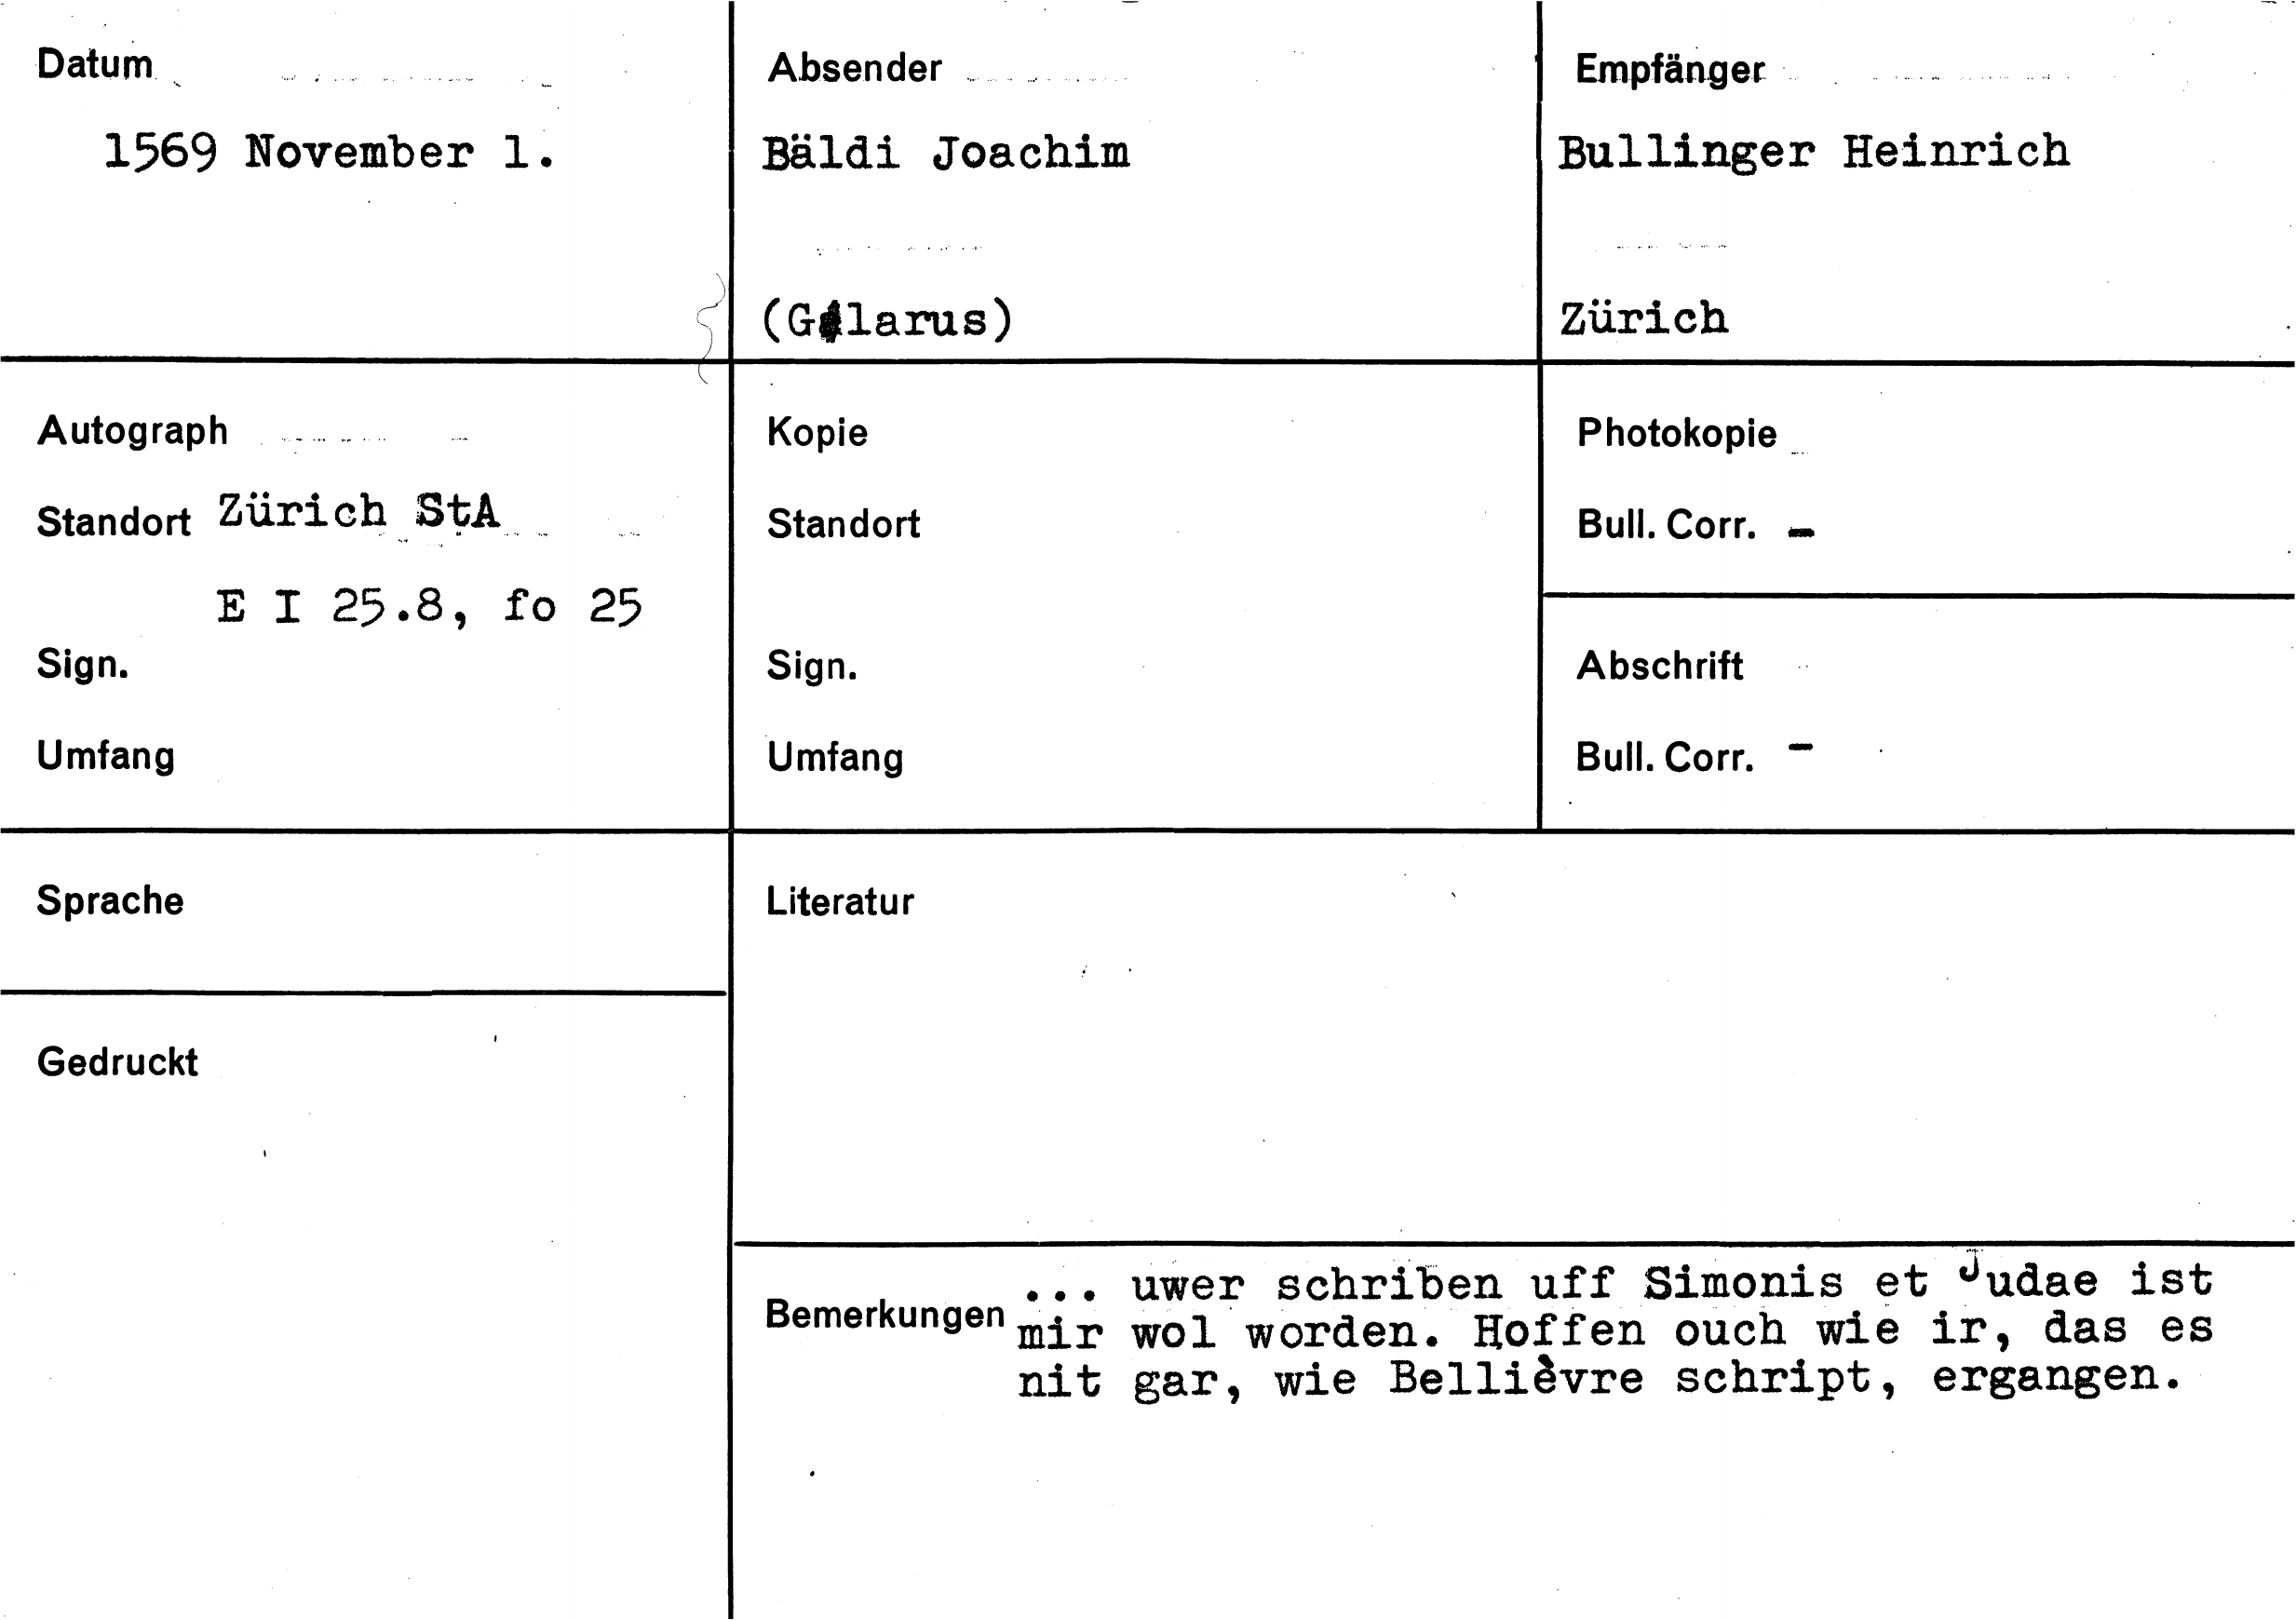 Datum
1569 November 1.
Absender
Bäldi Joachim
(Glarus)
Empfänger
Bullinger Heinrich
Zürich
Autograph
Standort Zürich StA
E I 25.8, fo 25
Sign.
Umfang
Kopie
Standort
Sign.
Umfang
Photokopie
Bull. Corr. -
Abschrift
Bull. Corr. -
Sprache
Gedruckt
Literatur
Bemerkungen
... uwer schriben uff Simonis et Judae ist
mir wol worden. Hoffen ouch wie ir, das es
nit gar, wie Bellièvre schript, ergangen.